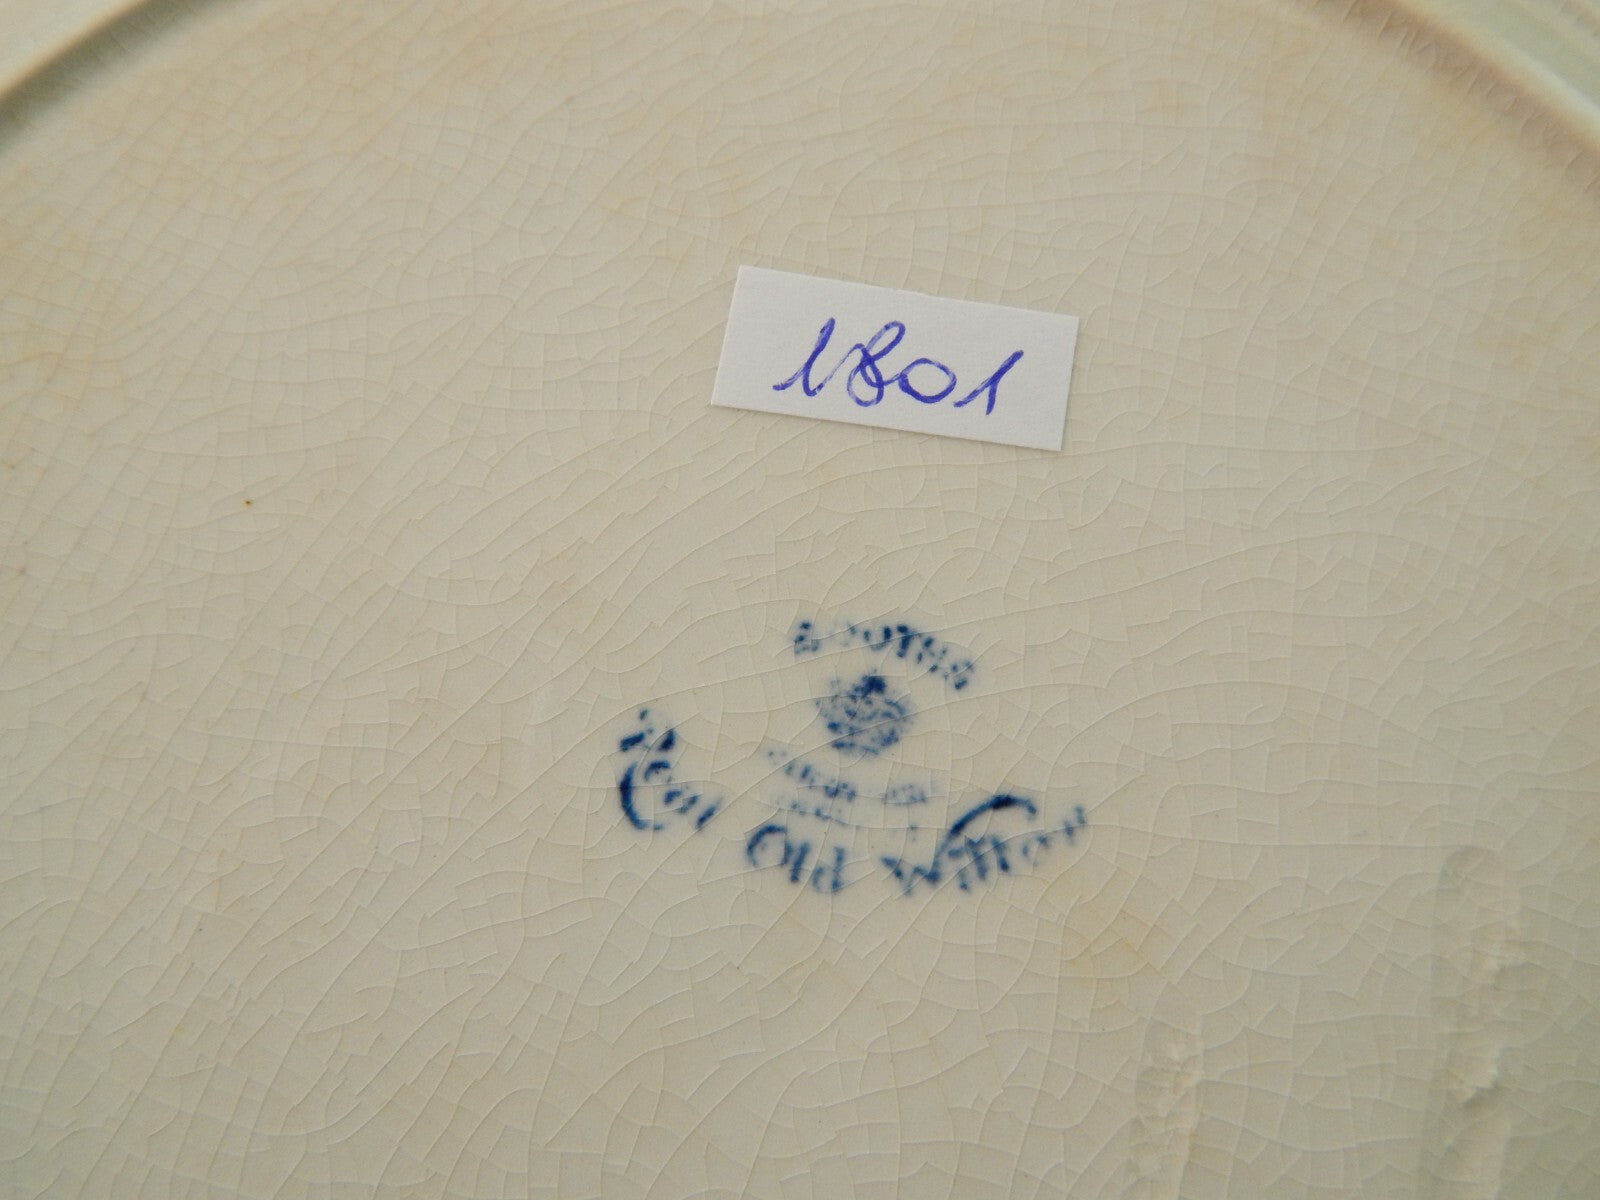 1801
BOOTHS
Real Old Willow